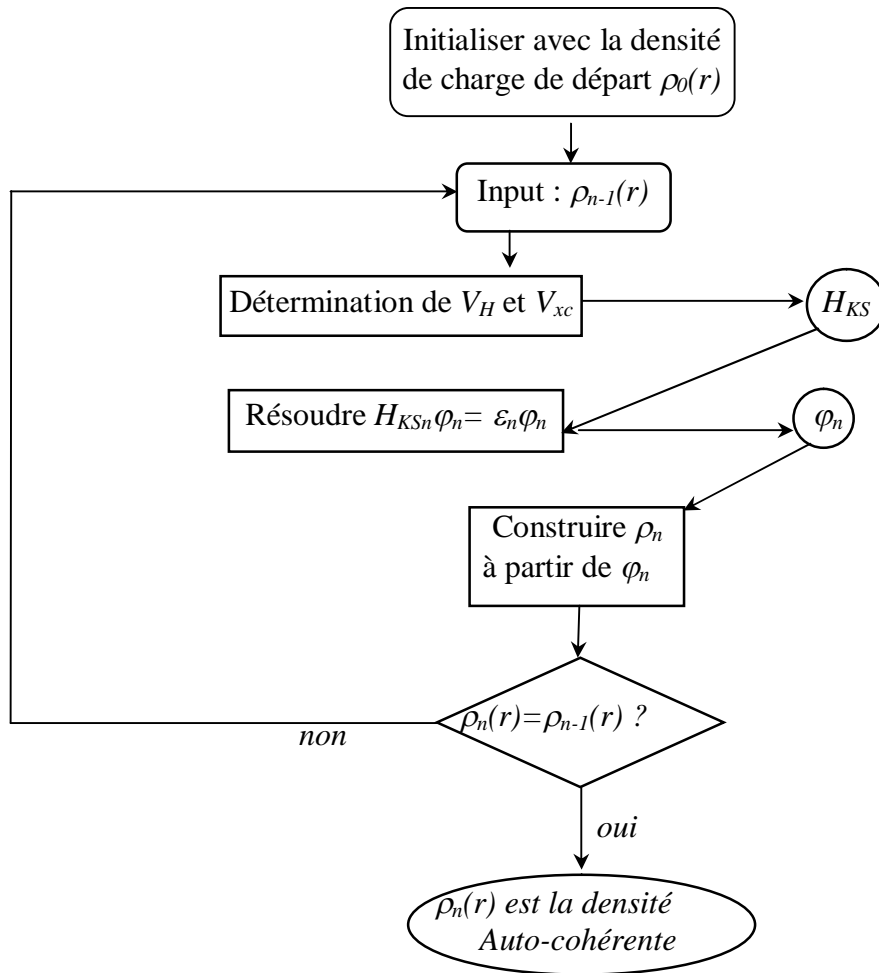 Initialiser avec la densité
de charge de départ ρ0(r)
Input : ρn-1(r)
Détermination de VH et Vxc
HKS
Résoudre HKSnφn= εnφn
φn
Construire ρn
à partir de φn
ρn(r)=ρn-1(r) ?
non
oui
ρn(r) est la densité
Auto-cohérente